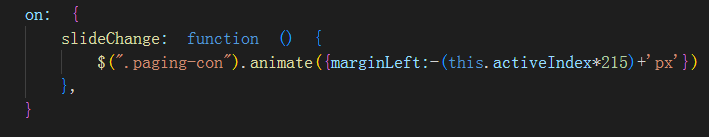 on: {
slideChange: function () {
$(".paging-con").animate({marginLeft:-(this.activeIndex*215)+'px'})
},
}